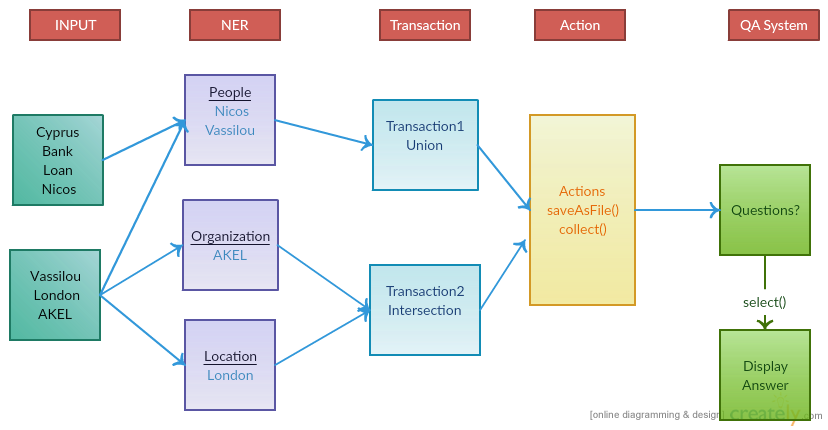 INPUT
NER
Transaction
Action
QA System
Cyprus
Bank
Loan
Nicos
Vassilou
London
AKEL
People
Nicos
Vassilou
Organization
AKEL
Location
London
Transaction1
Union
Transaction2
Intersection
Actions
saveAsFile()
collect()
Questions?
select()
Display
Answer
[online diagramming & design] creately.com